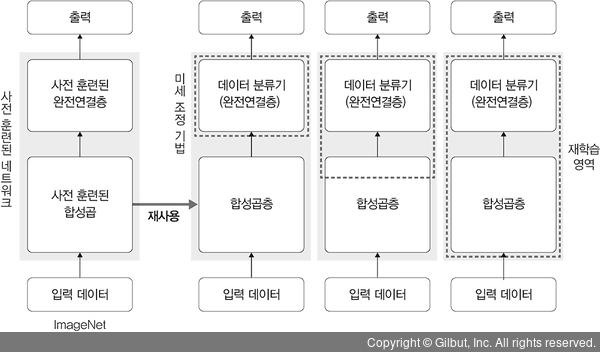 출력
출력
출력
출력
사전 훈련된 네트워크
사전 훈련된
완전연결층
미세 조정 기법
데이터 분류기
(완전연결층)
데이터 분류기
(완전연결층)
데이터 분류기
(완전연결층)
재학습
영역
사전 훈련된
합성곱
재사용
합성곱층
합성곱층
합성곱층
입력 데이터
입력 데이터
입력 데이터
입력 데이터
ImageNet
Copyright © Gilbut, Inc. All rights reserved.